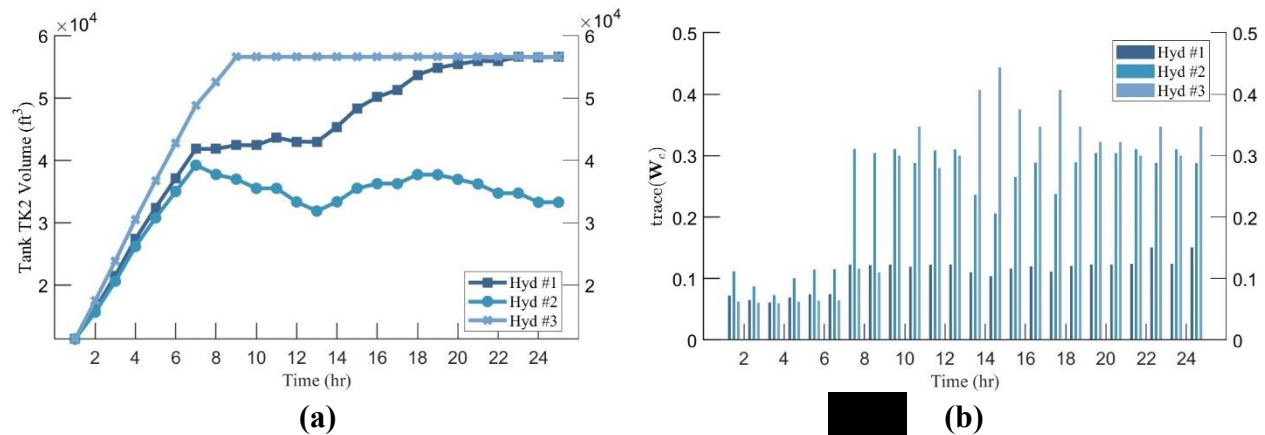 ×10⁴ ×10⁴
6 6
5 5
4 4
3 3
2 2
Tank TK2 Volume (ft³)
Hyd #1
Hyd #2
Hyd #3
2 4 6 8 10 12 14 16 18 20 22 24
Time (hr)
(a)
0.5 0.5
0.4 0.4
0.3 0.3
0.2 0.2
0.1 0.1
0 0
trace(𝐖c)
Hyd #1
Hyd #2
Hyd #3
2 4 6 8 10 12 14 16 18 20 22 24
Time (hr)
(b)